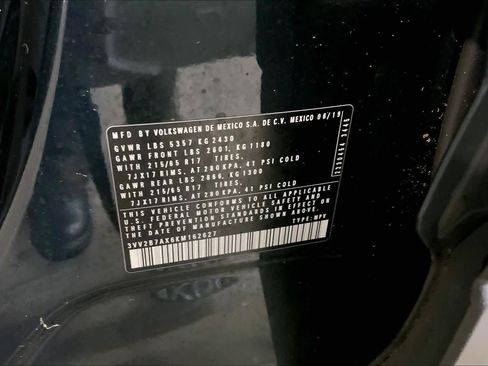 MFD BY VOLKSWAGEN DE MEXICO S.A. DE C.V. MEXICO 06/19
GVWR LBS 5357 KG 2430
GAWR FRONT LBS 2601, KG 1180
WITH 215/65 R17 TIRES.
7JX17 RIMS, AT 280 KPA, 41 PSI COLD
GAWR REAR LBS 2866, KG 1300
WITH 215/65 R17 TIRES.
7JX17 RIMS, AT 280 KPA, 41 PSI COLD
THIS VEHICLE CONFORMS TO ALL APPLICABLE
U.S. FEDERAL MOTOR VEHICLE SAFETY AND
THEFT PREVENTION STANDARDS IN EFFECT ON THE
DATE OF MANUFACTURE SHOWN ABOVE.
3VV2B7AX6KM162627 TYPE: MPV